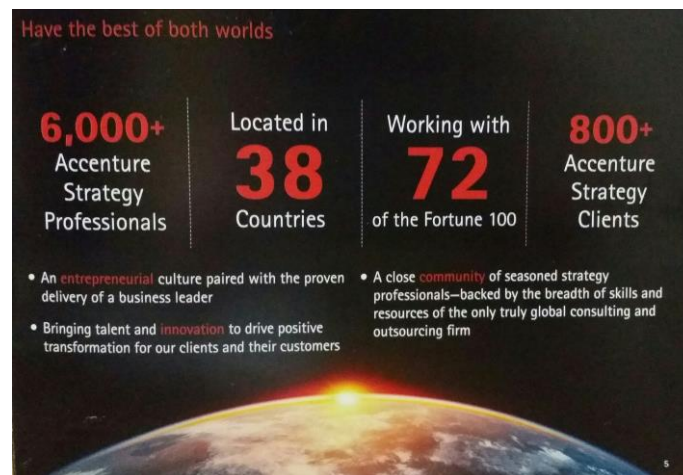 Have the best of both worlds
6,000+
Accenture
Strategy
Professionals
Located in
38
Countries
Working with
72
of the Fortune 100
800+
Accenture
Strategy
Clients
• An entrepreneurial culture paired with the proven
delivery of a business leader
• Bringing talent and innovation to drive positive
transformation for our clients and their customers
• A close community of seasoned strategy
professionals—backed by the breadth of skills and
resources of the only truly global consulting and
outsourcing firm
5